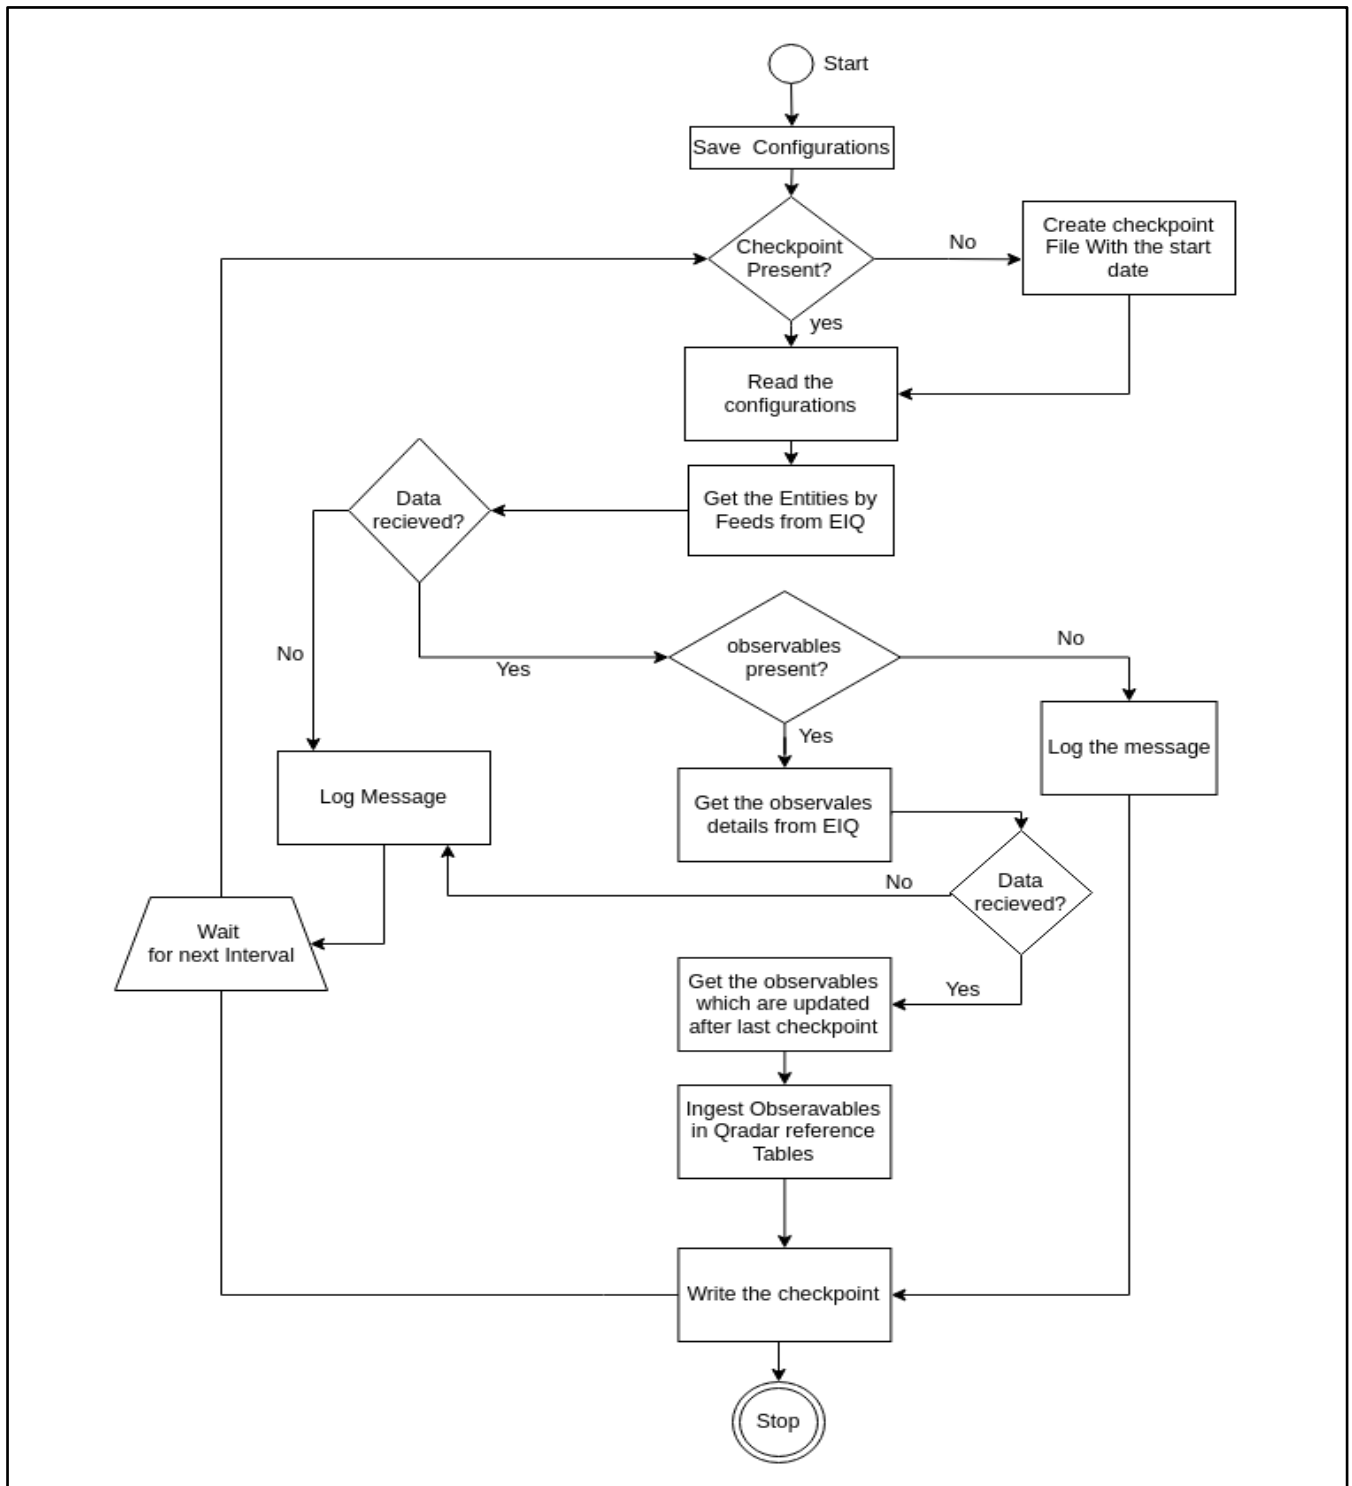 Start
Save  Configurations
Checkpoint
Present?
No
Create checkpoint
File With the start
date
yes
Read the
configurations
Get the Entities by
Feeds from EIQ
Data
recieved?
No
Yes
observables
present?
No
Yes
Log the message
Log Message
Get the observales
details from EIQ
Data
recieved?
No
Yes
Wait
for next Interval
Get the observables
which are updated
after last checkpoint
Ingest Obseravables
in Qradar reference
Tables
Write the checkpoint
Stop